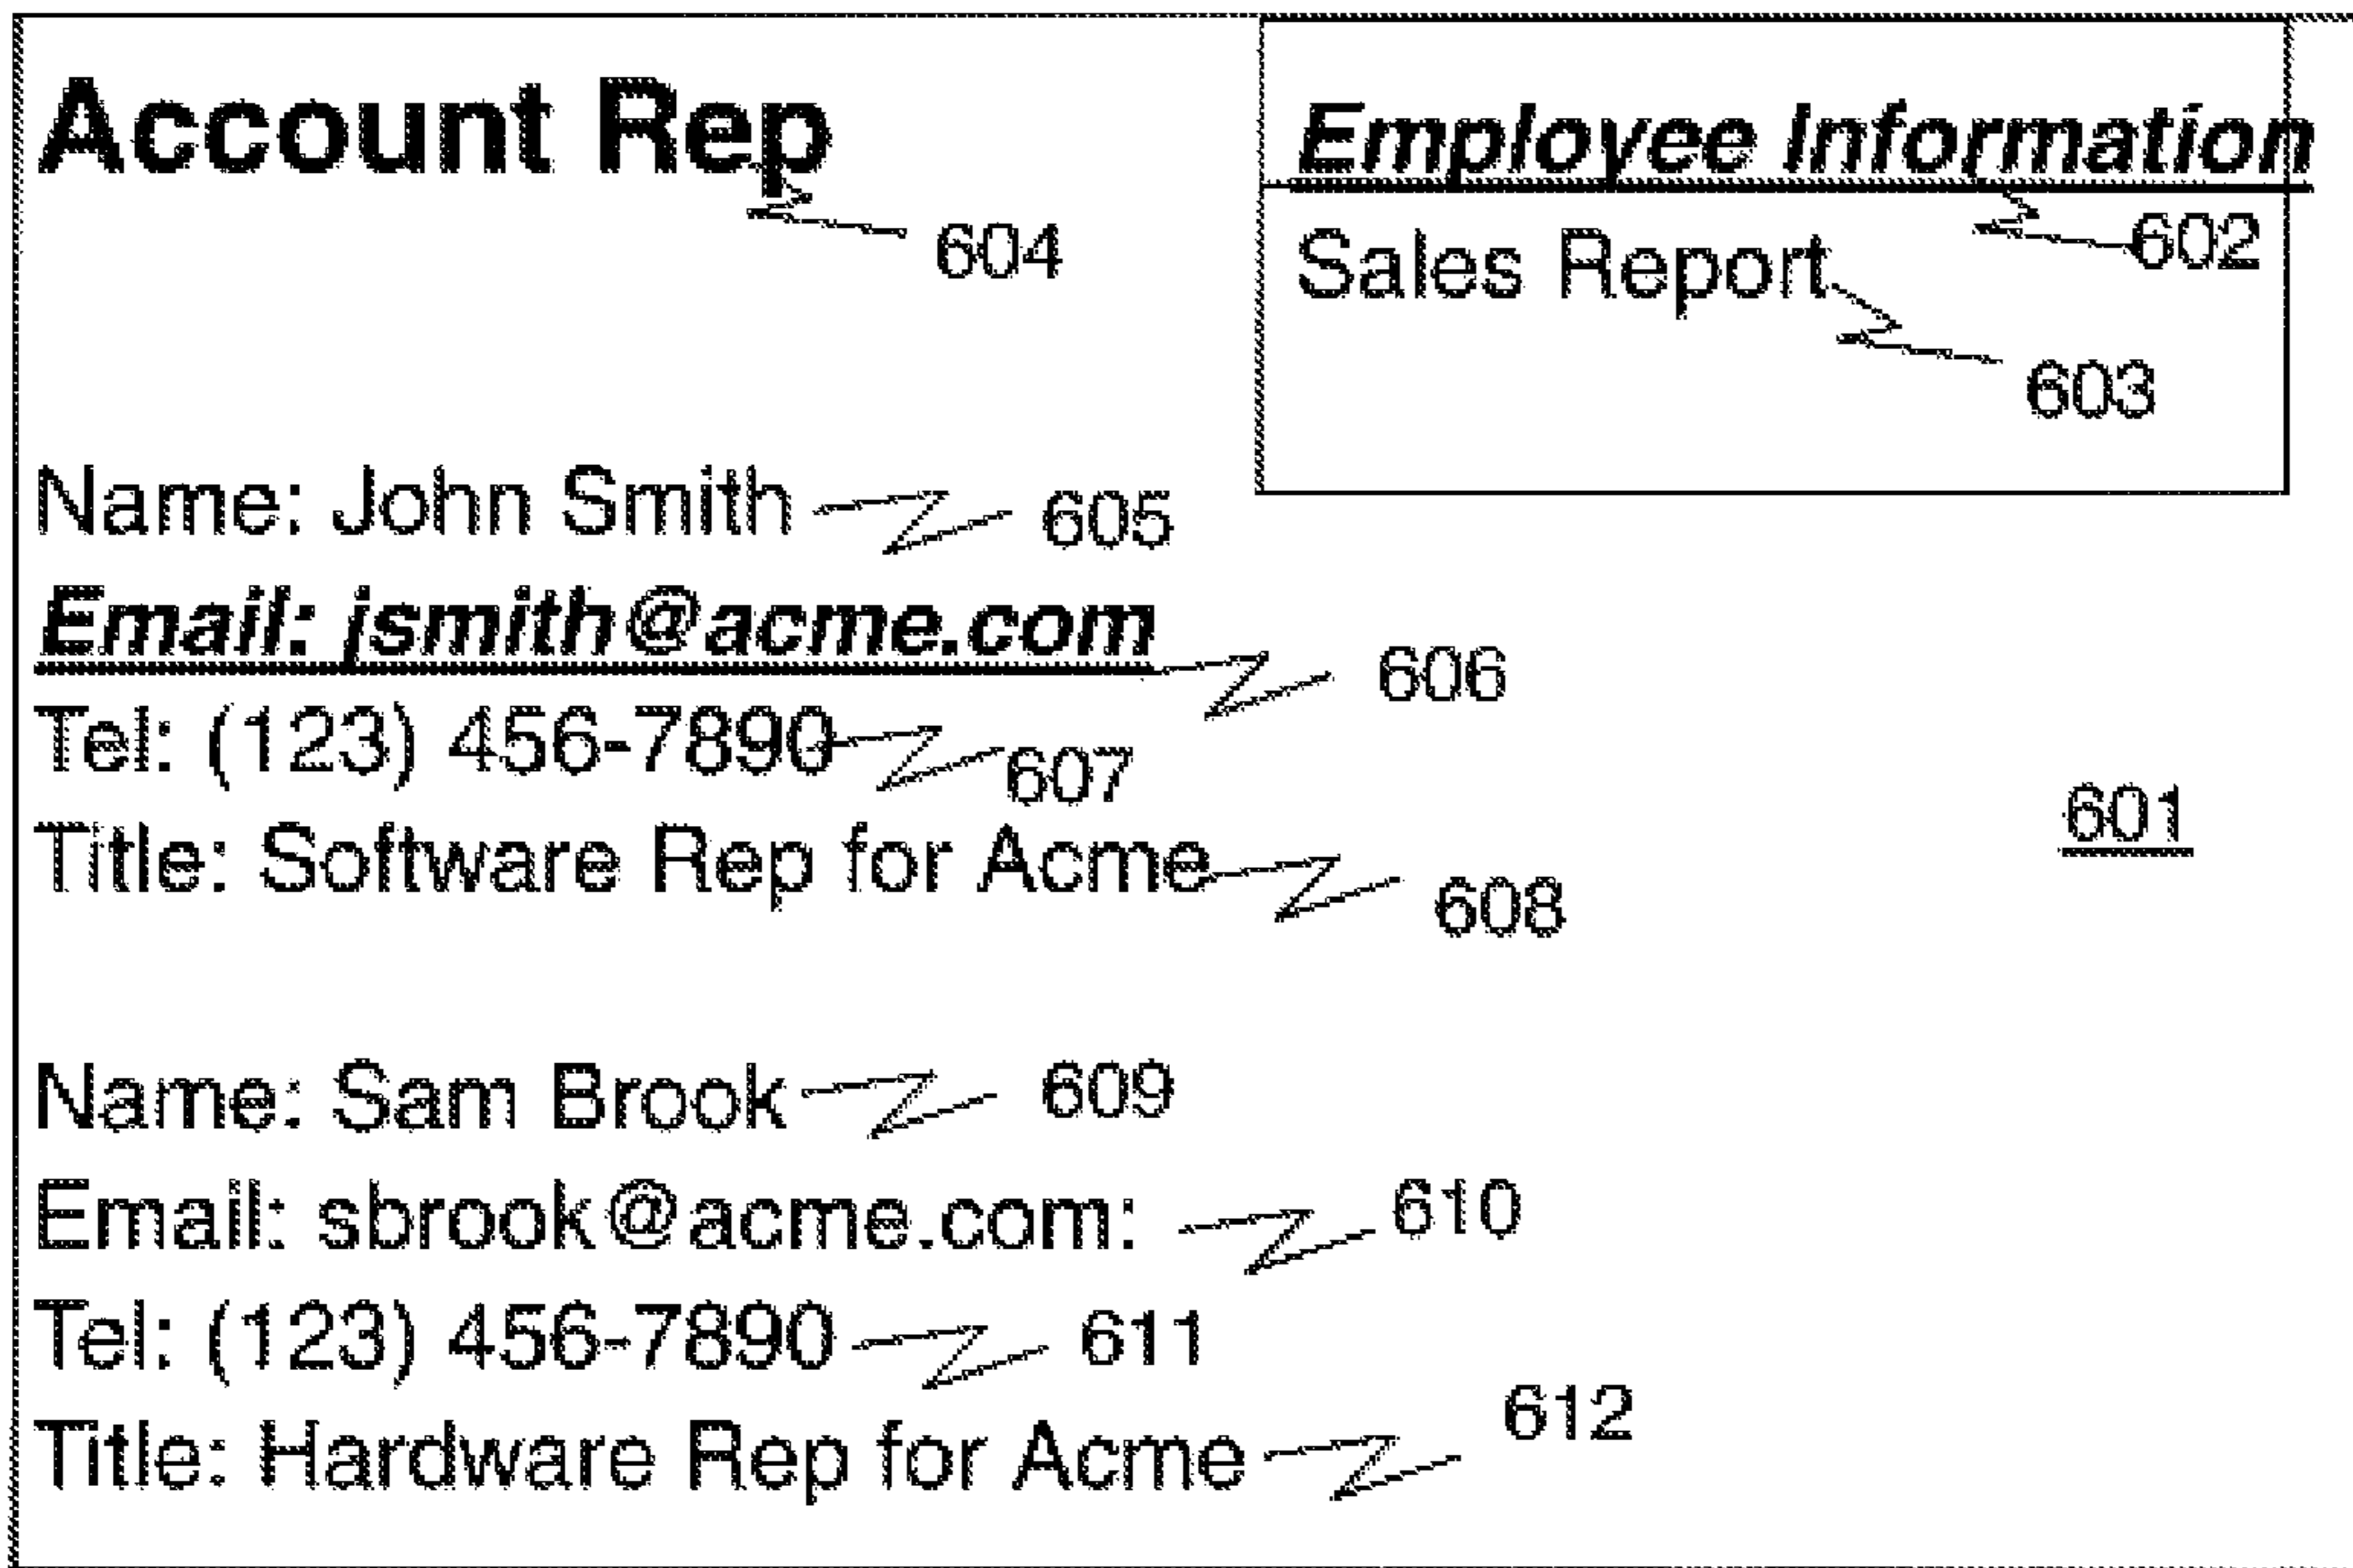 Account Rep
604
Employee Information
602
Sales Report
603
Name: John Smith 605
Email: jsmith@acme.com 606
Tel: (123) 456-7890 607
601
Title: Software Rep for Acme 608
Name: Sam Brook 609
Email: sbrook@acme.com: 610
Tel: (123) 456-7890 611
Title: Hardware Rep for Acme 612